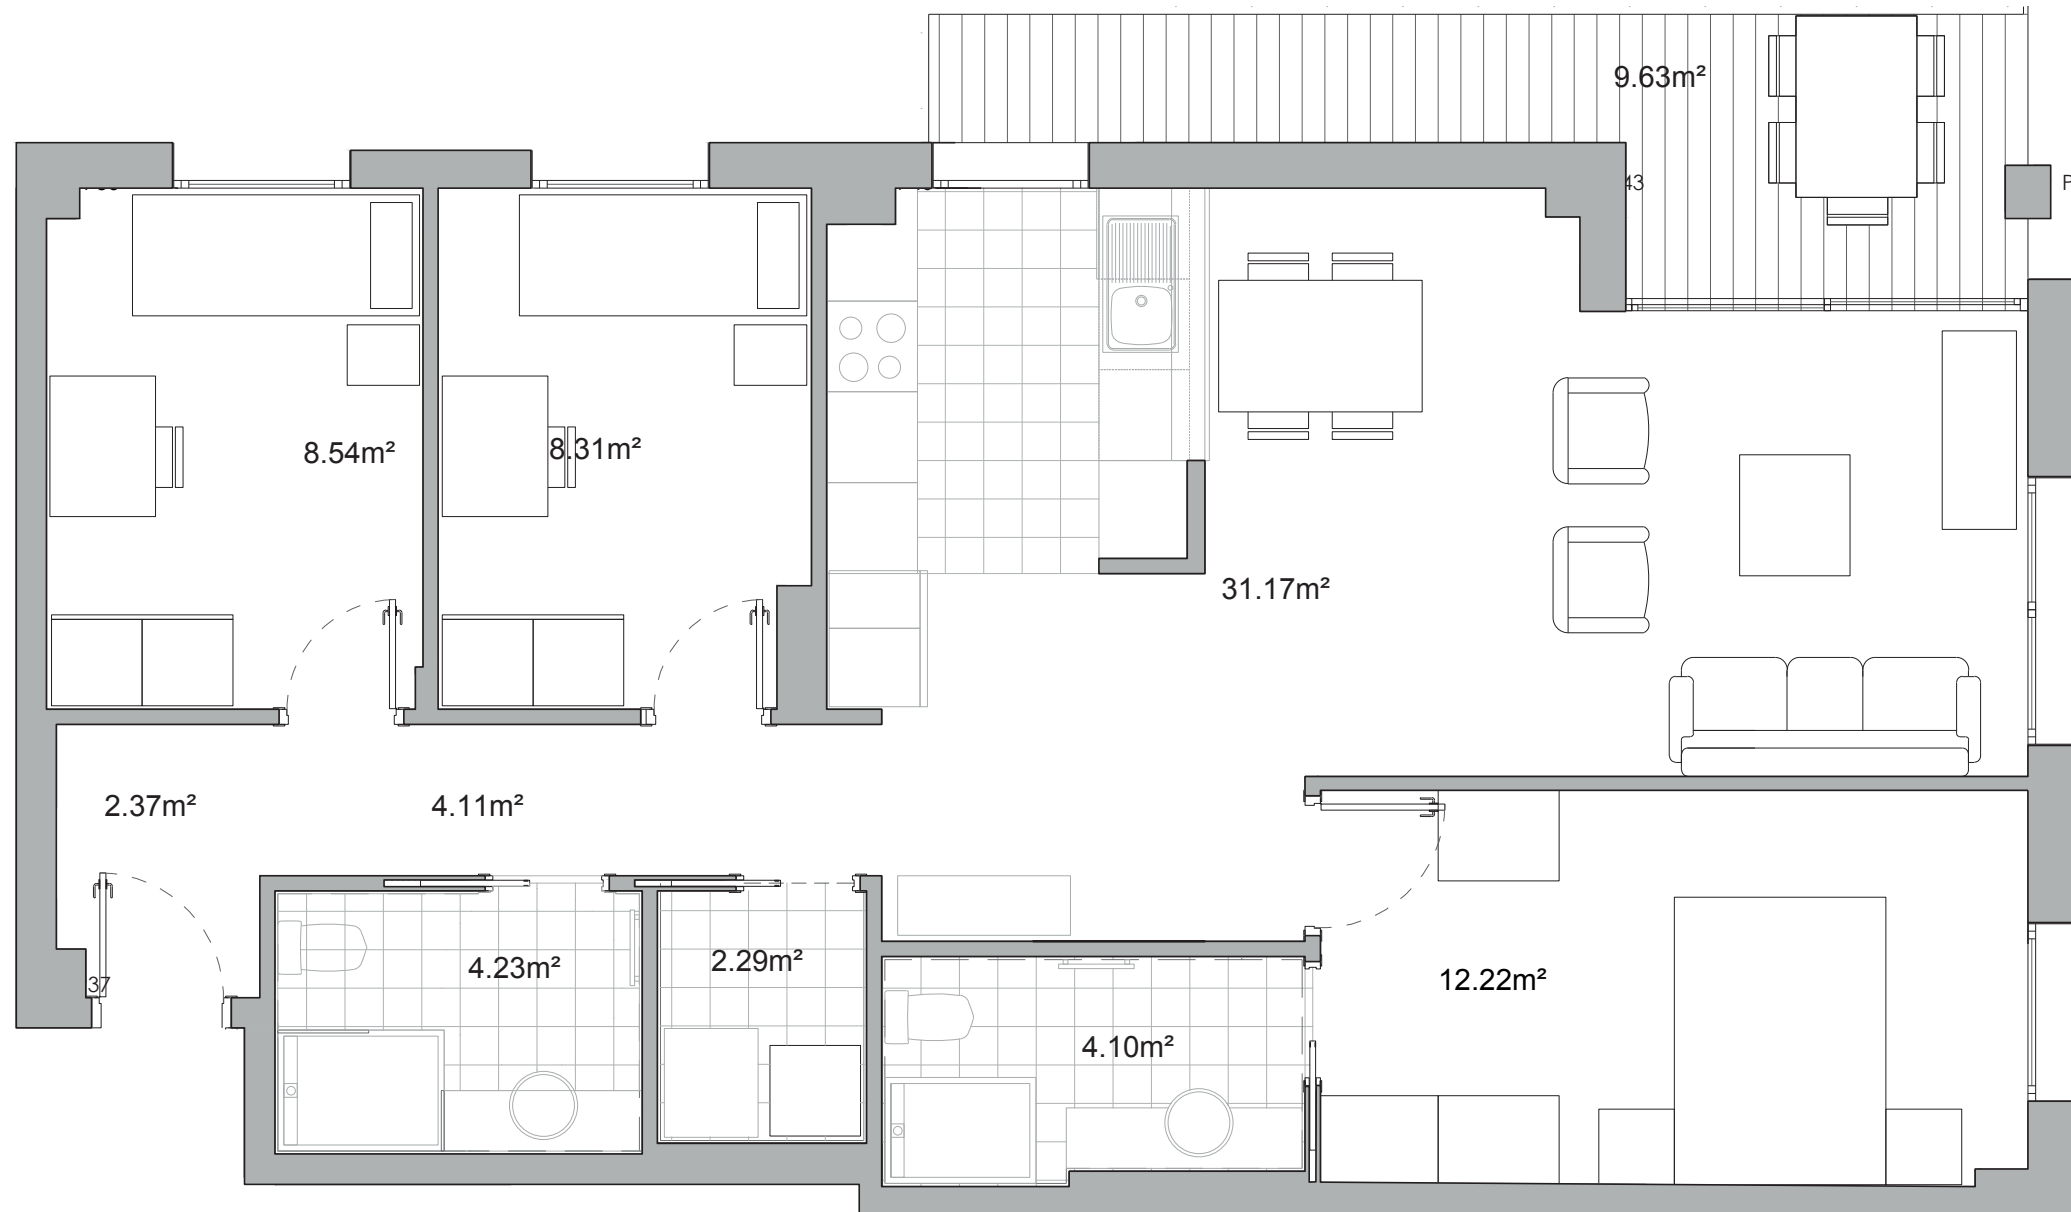 9.63m²
43
P
8.54m²
8.31m²
31.17m²
2.37m²
4.11m²
4.23m²
2.29m²
12.22m²
37
4.10m²